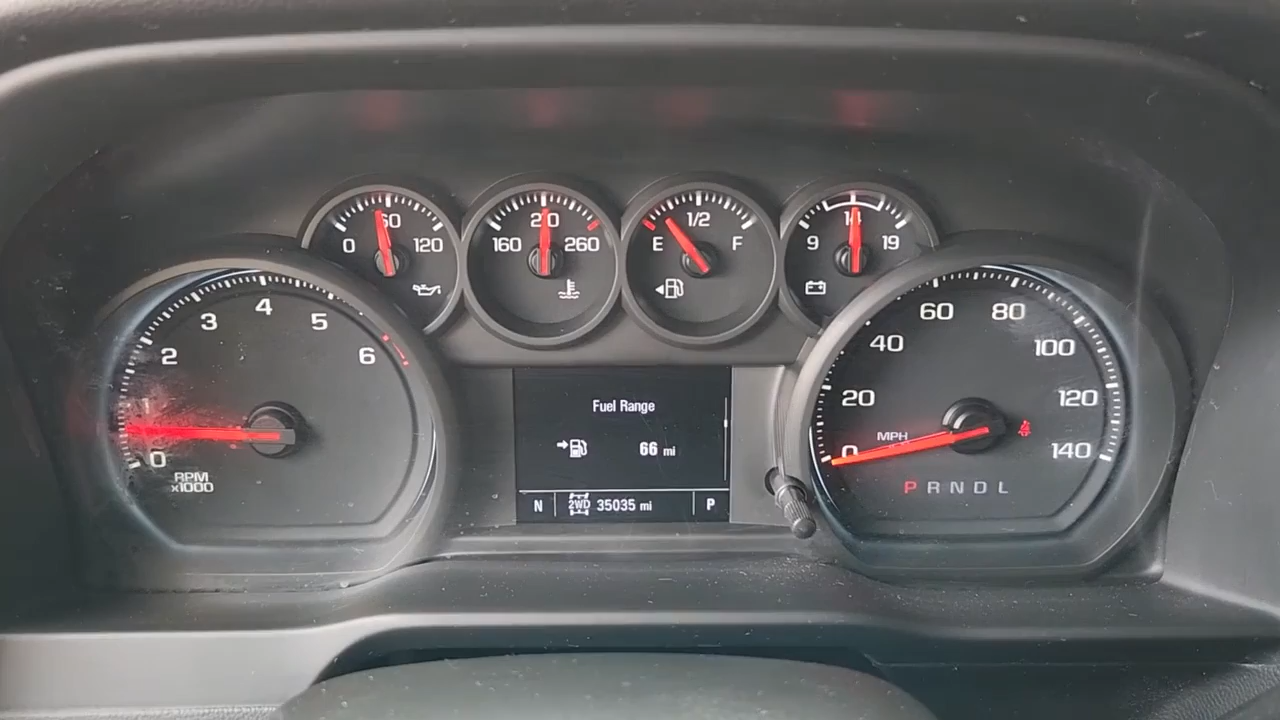 0 60 120
160 210 260
E 1/2 F
9 14 19
0 1 2 3 4 5 6
RPM
x1000
Fuel Range
66 mi
N 2WD 35035 mi P
0 20 40 60 80 100 120 140
MPH
P R N D L